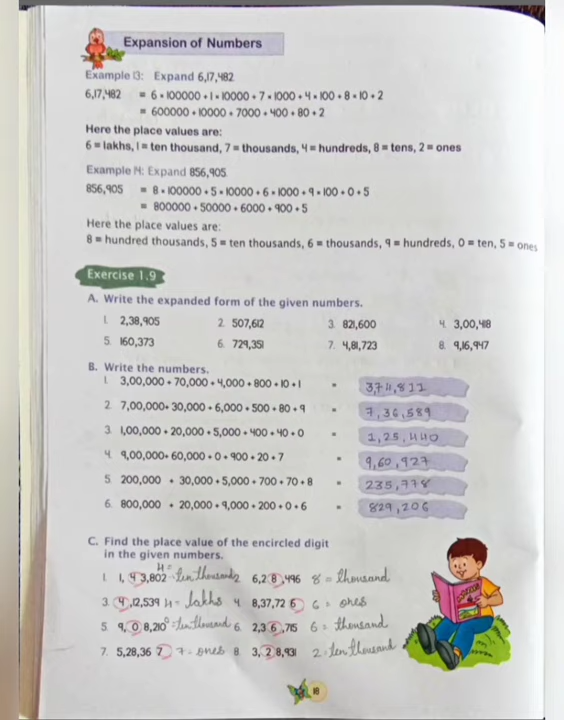 Expansion of Numbers
Example 13: Expand 6,17,482
6,17,482 = 6 × 100000 + 1 × 10000 + 7 × 1000 + 4 × 100 + 8 × 10 + 2
= 600000 + 10000 + 7000 + 400 + 80 + 2
Here the place values are:
6 = lakhs, 1 = ten thousand, 7 = thousands, 4 = hundreds, 8 = tens, 2 = ones
Example 14: Expand 856,905
856,905 = 8 × 100000 + 5 × 10000 + 6 × 1000 + 9 × 100 + 0 + 5
= 800000 + 50000 + 6000 + 900 + 5
Here the place values are:
8 = hundred thousands, 5 = ten thousands, 6 = thousands, 9 = hundreds, 0 = ten, 5 = ones
Exercise 1.9
A. Write the expanded form of the given numbers.
1. 2,38,905 2. 507,612 3. 821,600 4. 3,00,418
5. 160,373 6. 729,351 7. 4,81,723 8. 9,16,947
B. Write the numbers.
1. 3,00,000 + 70,000 + 4,000 + 800 + 10 + 1 = 374,811
2. 7,00,000 + 30,000 + 6,000 + 500 + 80 + 9 = 7,36,589
3. 1,00,000 + 20,000 + 5,000 + 400 + 40 + 0 = 1,25,440
4. 9,00,000 + 60,000 + 0 + 900 + 20 + 7 = 9,60,927
5. 200,000 + 30,000 + 5,000 + 700 + 70 + 8 = 235,778
6. 800,000 + 20,000 + 9,000 + 200 + 0 + 6 = 829,206
C. Find the place value of the encircled digit
in the given numbers.
1. 1,43,802 4 = ten thousand 2. 6,28,496 8 = thousand
3. 4,12,539 4 = lakhs 4. 8,37,726 6 = ones
5. 9,08,210 0 = ten thousand 6. 2,36,715 6 = thousand
7. 5,28,367 7 = ones 8. 3,28,931 2 = ten thousand
18